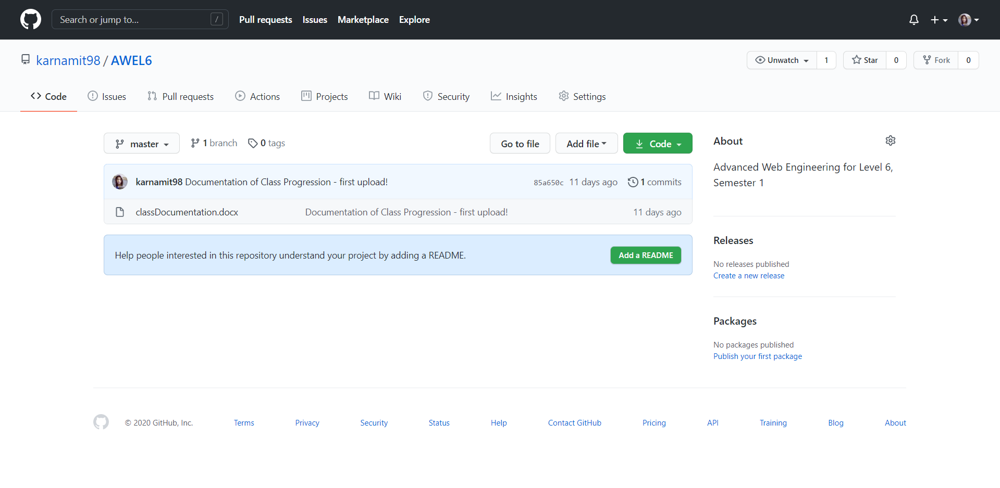 Search or jump to... /
Pull requests Issues Marketplace Explore
karnamit98 / AWEL6
Unwatch 1 Star 0 Fork 0
Code Issues Pull requests Actions Projects Wiki Security Insights Settings
master 1 branch 0 tags Go to file Add file Code
karnamit98 Documentation of Class Progression - first upload! 85a650c 11 days ago 1 commits
classDocumentation.docx Documentation of Class Progression - first upload! 11 days ago
Help people interested in this repository understand your project by adding a README. Add a README
About
Advanced Web Engineering for Level 6,
Semester 1
Releases
No releases published
Create a new release
Packages
No packages published
Publish your first package
© 2020 GitHub, Inc. Terms Privacy Security Status Help Contact GitHub Pricing API Training Blog About